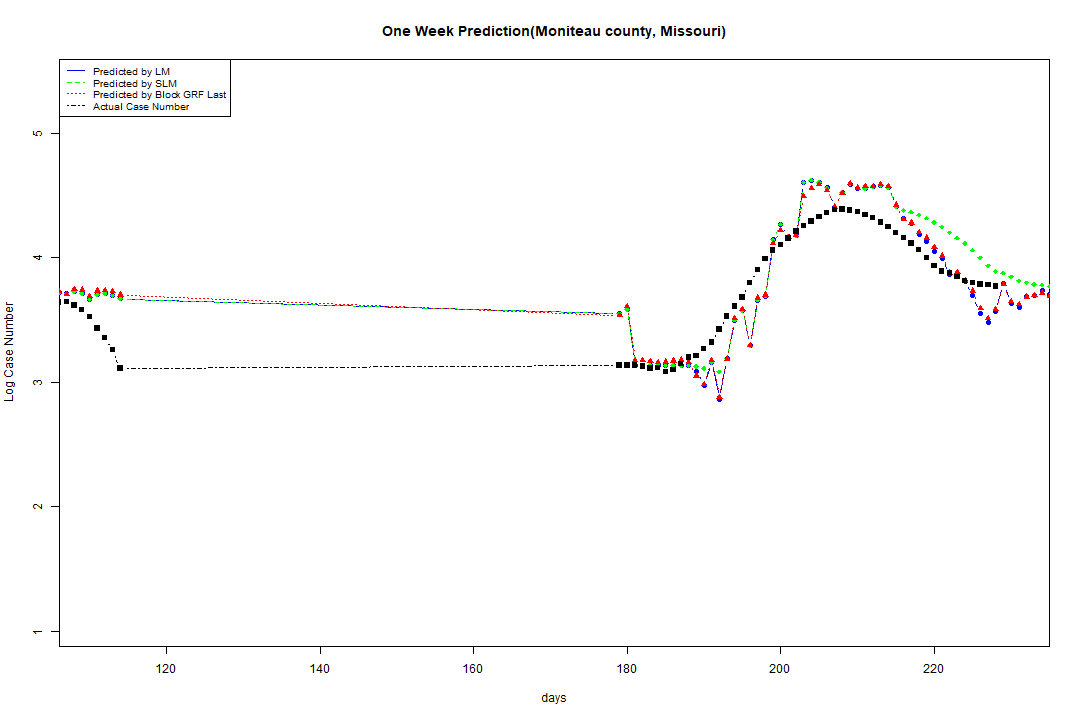 One Week Prediction(Moniteau county, Missouri)
Predicted by LM
Predicted by SLM
Predicted by Block GRF Last
Actual Case Number
5
4
3
2
1
Log Case Number
120 140 160 180 200 220
days